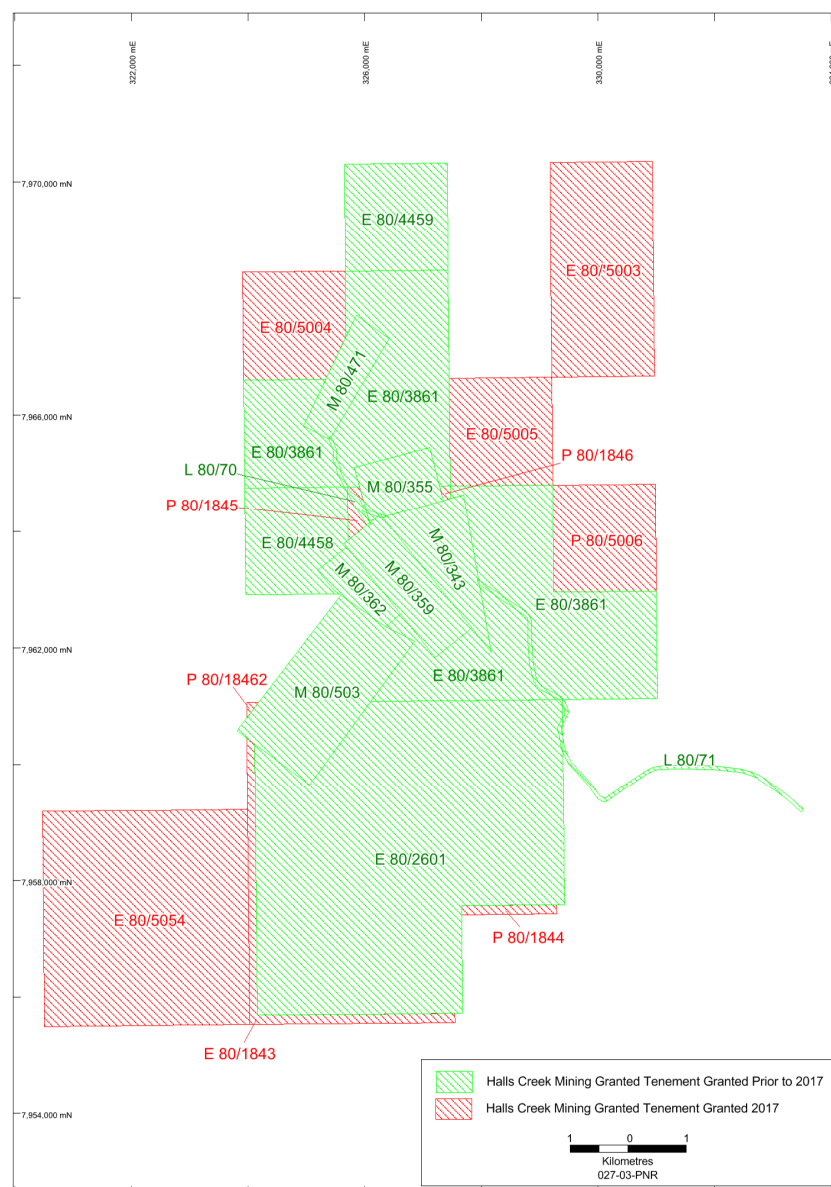 322,000 mE
326,000 mE
330,000 mE
7,970,000 mN
E 80/4459
E 80/5003
E 80/5004
M 80/471
E 80/3861
7,966,000 mN
E 80/5005
E 80/3861
P 80/1846
L 80/70
M 80/355
P 80/1845
E 80/4458
M 80/343
P 80/5006
M 80/362
M 80/359
E 80/3861
7,962,000 mN
E 80/3861
P 80/18462
M 80/503
L 80/71
E 80/2601
7,958,000 mN
E 80/5054
P 80/1844
E 80/1843
Halls Creek Mining Granted Tenement Granted Prior to 2017
Halls Creek Mining Granted Tenement Granted 2017
7,954,000 mN
1 0 1
Kilometres
027-03-PNR